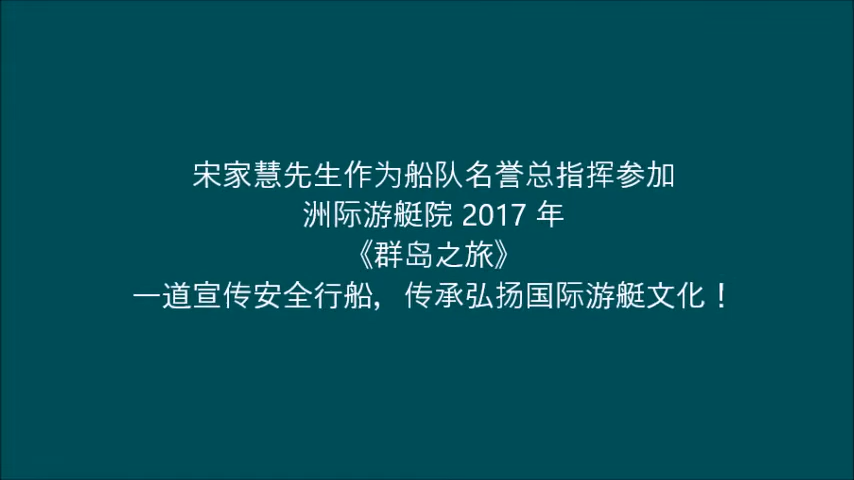 宋家慧先生作为船队名誉总指挥参加
洲际游艇院 2017 年
《群岛之旅》
一道宣传安全行船，传承弘扬国际游艇文化！